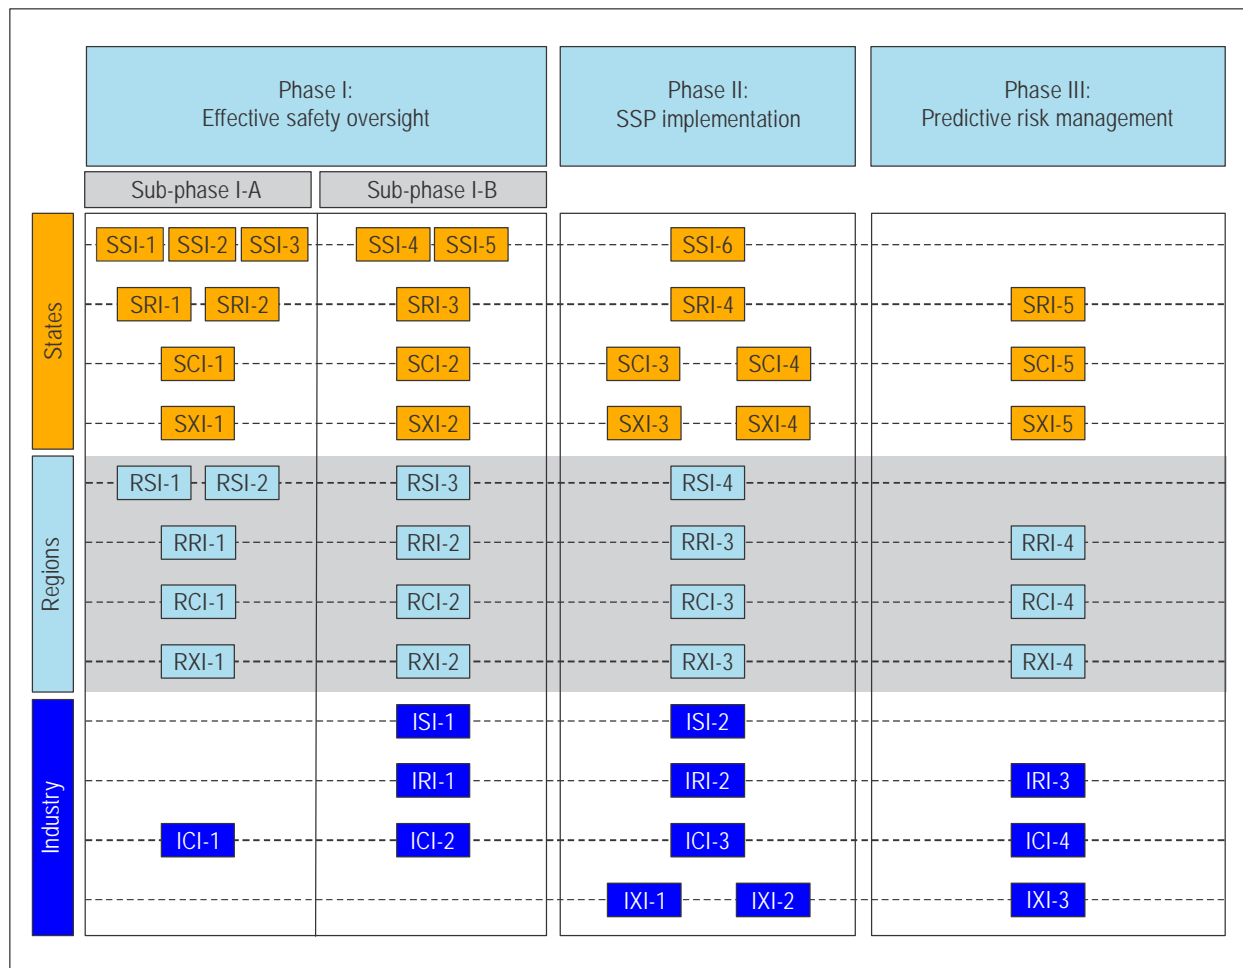 Phase I:
Effective safety oversight
Phase II:
SSP implementation
Phase III:
Predictive risk management
Sub-phase I-A
Sub-phase I-B
States
SSI-1 SSI-2 SSI-3 SSI-4 SSI-5 SSI-6
SRI-1 SRI-2 SRI-3 SRI-4 SRI-5
SCI-1 SCI-2 SCI-3 SCI-4 SCI-5
SXI-1 SXI-2 SXI-3 SXI-4 SXI-5
Regions
RSI-1 RSI-2 RSI-3 RSI-4
RRI-1 RRI-2 RRI-3 RRI-4
RCI-1 RCI-2 RCI-3 RCI-4
RXI-1 RXI-2 RXI-3 RXI-4
Industry
ISI-1 ISI-2
IRI-1 IRI-2 IRI-3
ICI-1 ICI-2 ICI-3 ICI-4
IXI-1 IXI-2 IXI-3